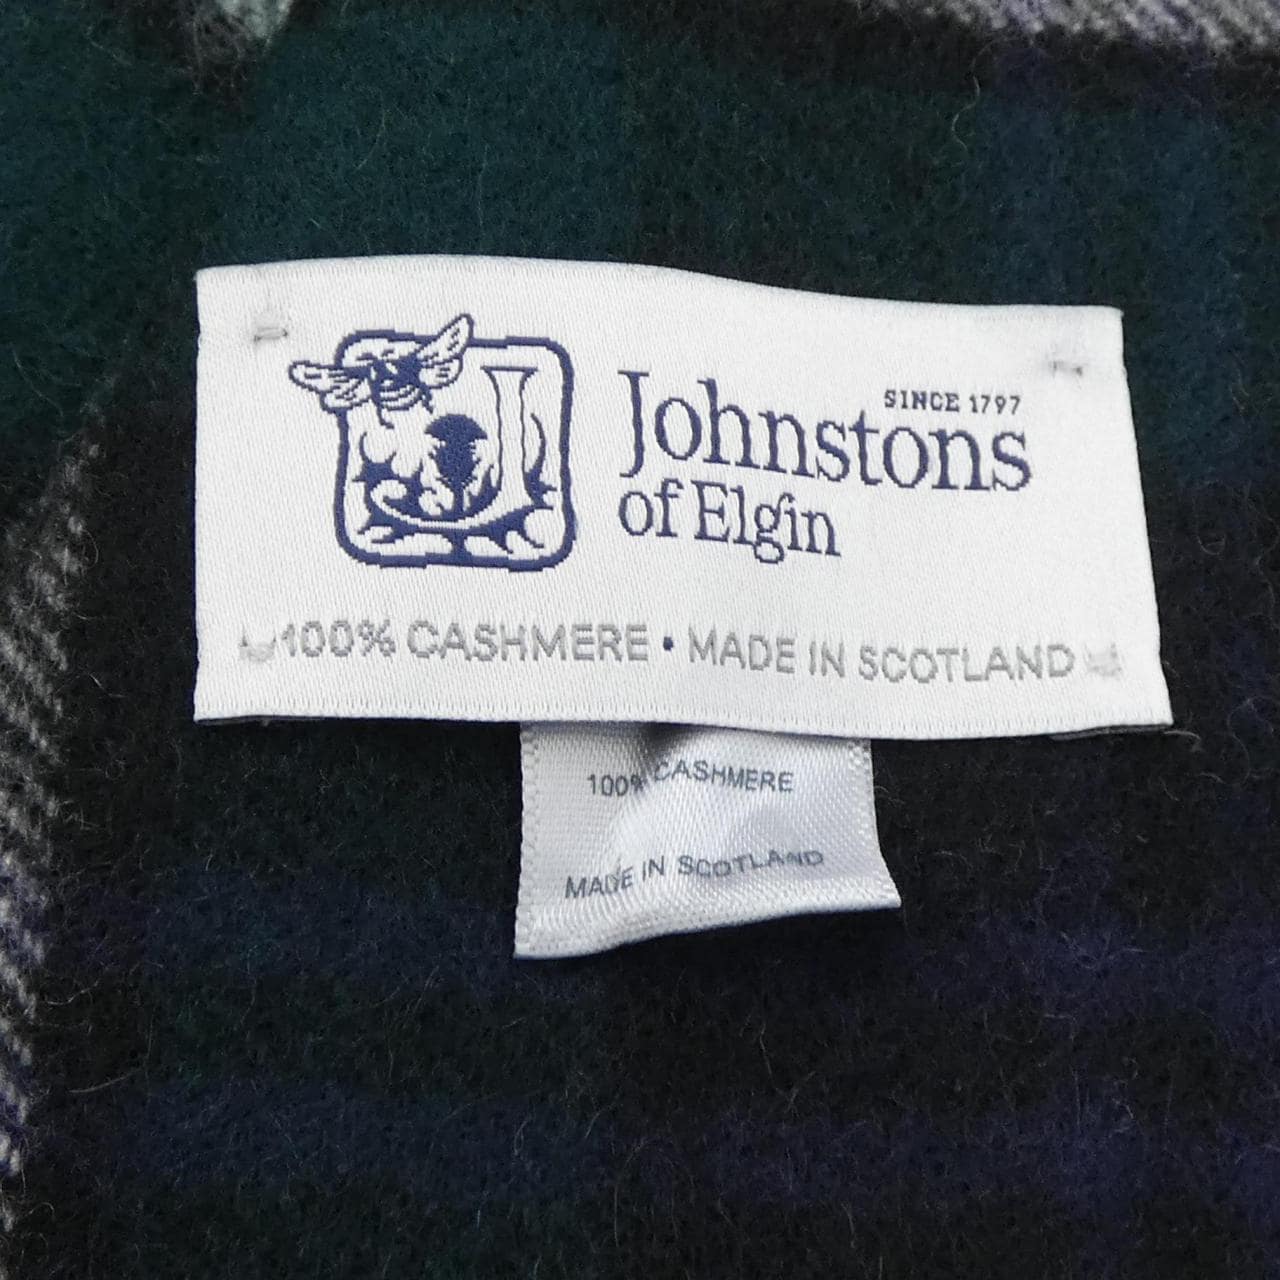 SINCE 1797
Johnstons
of Elgin
100% CASHMERE • MADE IN SCOTLAND
100% CASHMERE
MADE IN SCOTLAND